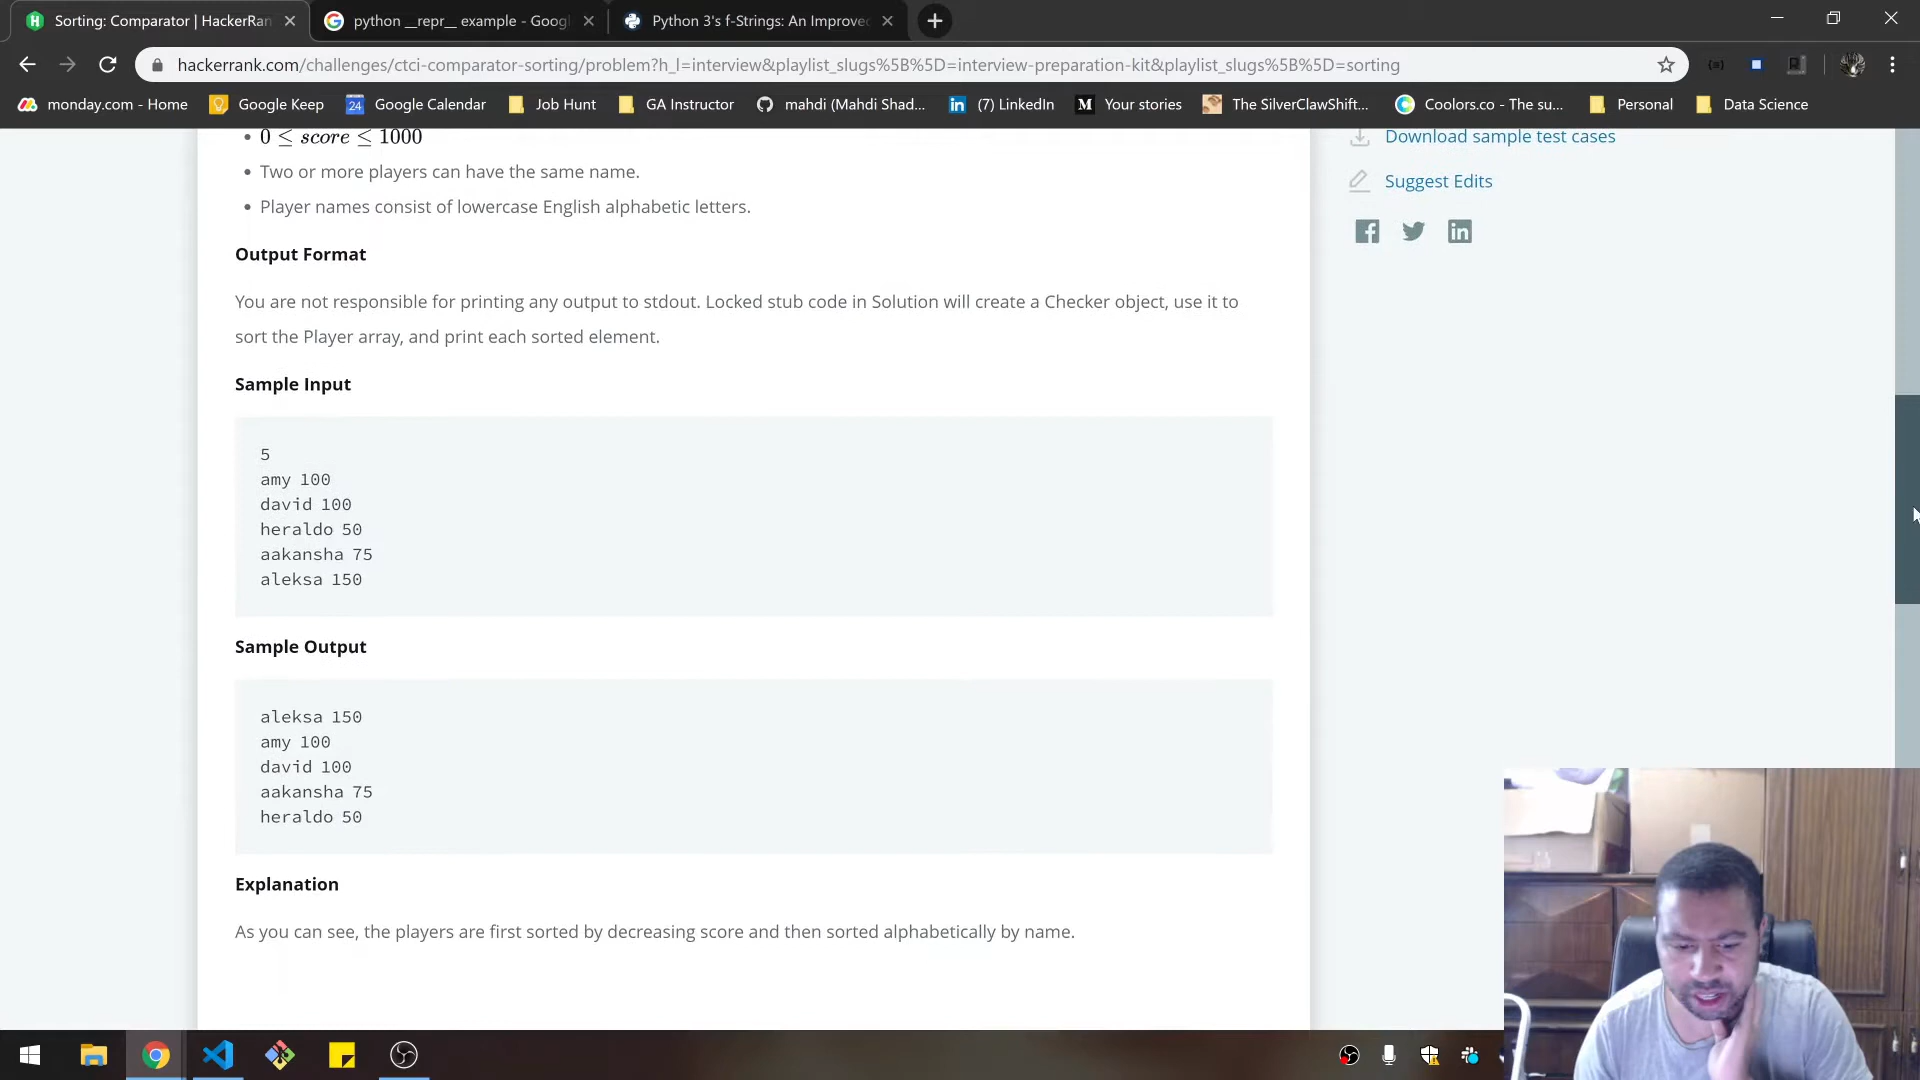 Sorting: Comparator | HackerRan
python __repr__ example - Goog
Python 3's f-Strings: An Improved
hackerrank.com/challenges/ctci-comparator-sorting/problem?h_l=interview&playlist_slugs%5B%5D=interview-preparation-kit&playlist_slugs%5B%5D=sorting
monday.com - Home
Google Keep
24
Google Calendar
Job Hunt
GA Instructor
mahdi (Mahdi Shad...
(7) LinkedIn
Your stories
The SilverClawShift...
Coolors.co - The su...
Personal
Data Science
0 ≤ score ≤ 1000
Two or more players can have the same name.
Player names consist of lowercase English alphabetic letters.
Output Format
You are not responsible for printing any output to stdout. Locked stub code in Solution will create a Checker object, use it to
sort the Player array, and print each sorted element.
Sample Input
5
amy 100
david 100
heraldo 50
aakansha 75
aleksa 150
Sample Output
aleksa 150
amy 100
david 100
aakansha 75
heraldo 50
Explanation
As you can see, the players are first sorted by decreasing score and then sorted alphabetically by name.
Download sample test cases
Suggest Edits